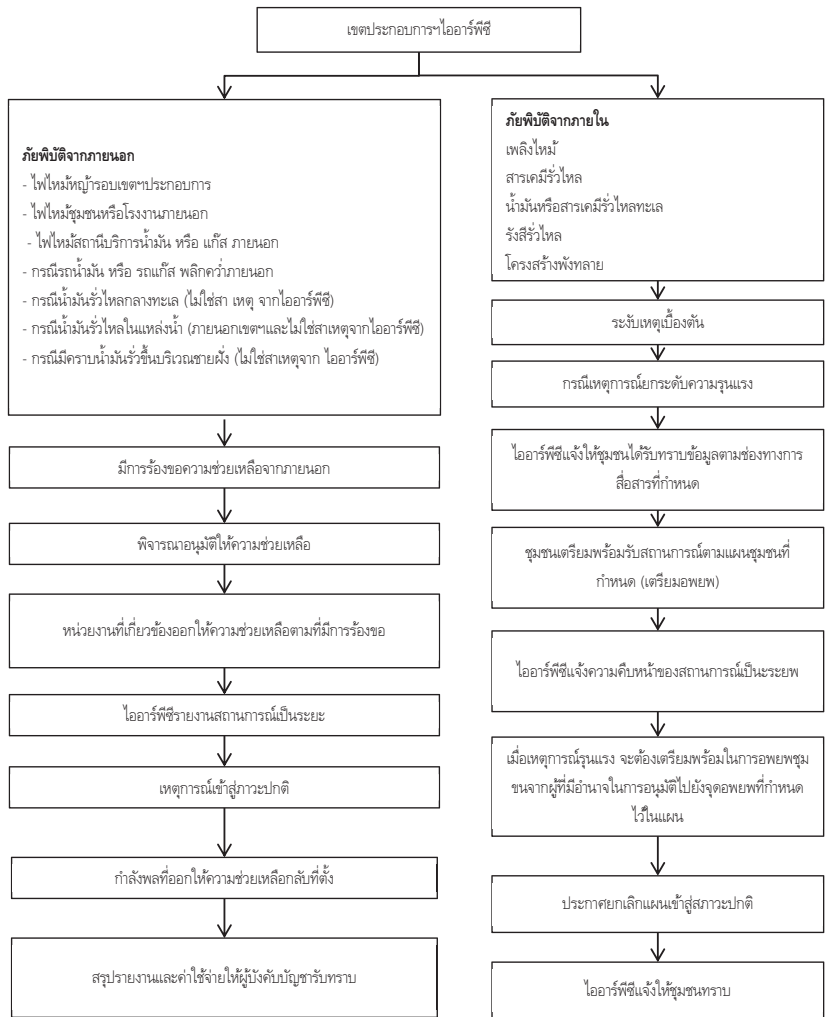 เขตประกอบการฯไออาร์พีซี
ภัยพิบัติจากภายนอก
- ไฟไหม้หญ้ารอบเขตฯประกอบการ
- ไฟไหม้ชุมชนหรือโรงงานภายนอก
- ไฟไหม้สถานีบริการน้ำมัน หรือ แก๊ส ภายนอก
- กรณีรถน้ำมัน หรือ รถแก๊ส พลิกคว่ำภายนอก
- กรณีน้ำมันรั่วไหลกลางทะเล (ไม่ใช่สา เหตุ จากไออาร์พีซี)
- กรณีน้ำมันรั่วไหลในแหล่งน้ำ (ภายนอกเขตฯและไม่ใช่สาเหตุจากไออาร์พีซี)
- กรณีมีคราบน้ำมันรั่วขึ้นบริเวณชายฝั่ง (ไม่ใช่สาเหตุจาก ไออาร์พีซี)
มีการร้องขอความช่วยเหลือจากภายนอก
พิจารณาอนุมัติให้ความช่วยเหลือ
หน่วยงานที่เกี่ยวข้องออกให้ความช่วยเหลือตามที่มีการร้องขอ
ไออาร์พีซีรายงานสถานการณ์เป็นระยะ
เหตุการณ์เข้าสู่ภาวะปกติ
กำลังพลที่ออกให้ความช่วยเหลือกลับที่ตั้ง
สรุปรายงานและค่าใช้จ่ายให้ผู้บังคับบัญชารับทราบ
ภัยพิบัติจากภายใน
เพลิงไหม้
สารเคมีรั่วไหล
น้ำมันหรือสารเคมีรั่วไหลทะเล
รังสีรั่วไหล
โครงสร้างพังทลาย
ระงับเหตุเบื้องต้น
กรณีเหตุการณ์ยกระดับความรุนแรง
ไออาร์พีซีแจ้งให้ชุมชนได้รับทราบข้อมูลตามช่องทางการ
สื่อสารที่กำหนด
ชุมชนเตรียมพร้อมรับสถานการณ์ตามแผนชุมชนที่
กำหนด (เตรียมอพยพ)
ไออาร์พีซีแจ้งความคืบหน้าของสถานการณ์เป็นะระยพ
เมื่อเหตุการณ์รุนแรง จะต้องเตรียมพร้อมในการอพยพชุม
ชนจากผู้ที่มีอำนาจในการอนุมัติไปยังจุดอพยพที่กำหนด
ไว้ในแผน
ประกาศยกเลิกแผนเข้าสู่สภาวะปกติ
ไออาร์พีซีแจ้งให้ชุมชนทราบ